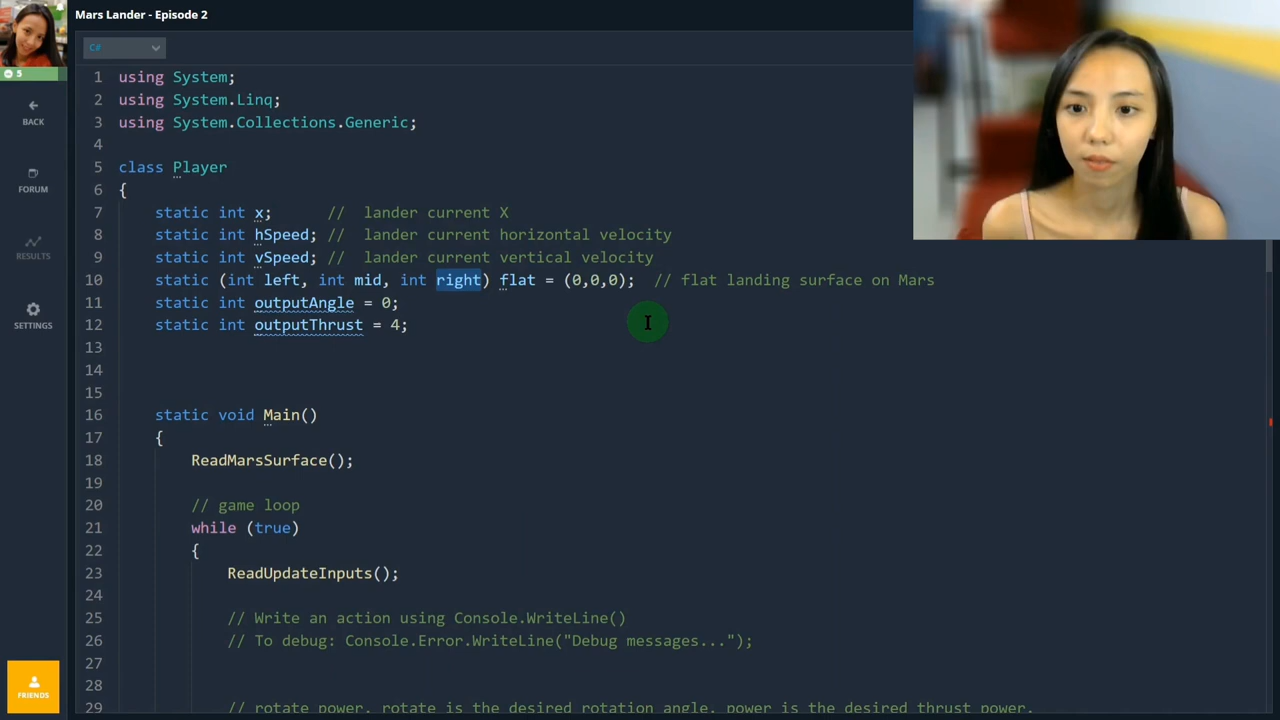 Mars Lander - Episode 2
C#
5
BACK
FORUM
RESULTS
SETTINGS
FRIENDS
1 using System;
2 using System.Linq;
3 using System.Collections.Generic;
4
5 class Player
6 {
7 static int x; // lander current X
8 static int hSpeed; // lander current horizontal velocity
9 static int vSpeed; // lander current vertical velocity
10 static (int left, int mid, int right) flat = (0,0,0); // flat landing surface on Mars
11 static int outputAngle = 0;
12 static int outputThrust = 4;
13
14
15
16 static void Main()
17 {
18 ReadMarsSurface();
19
20 // game loop
21 while (true)
22 {
23 ReadUpdateInputs();
24
25 // Write an action using Console.WriteLine()
26 // To debug: Console.Error.WriteLine("Debug messages...");
27
28
29 // rotate power. rotate is the desired rotation angle. power is the desired thrust power.